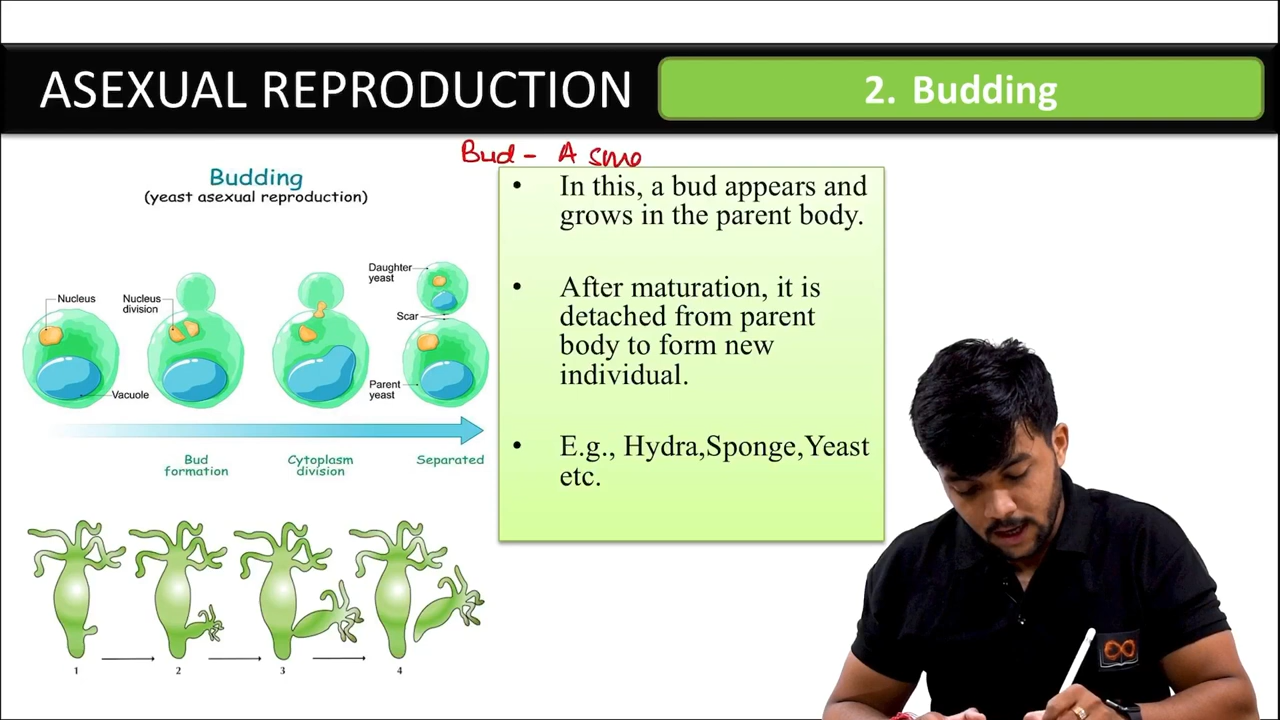 ASEXUAL REPRODUCTION
2. Budding
Bud - A smo
Budding
(yeast asexual reproduction)
• In this, a bud appears and
grows in the parent body.
• After maturation, it is
detached from parent
body to form new
individual.
• E.g., Hydra,Sponge,Yeast
etc.
Nucleus
Nucleus
division
Daughter
yeast
Scar
Parent
yeast
Vacuole
Bud
formation
Cytoplasm
division
Separated
1
2
3
4